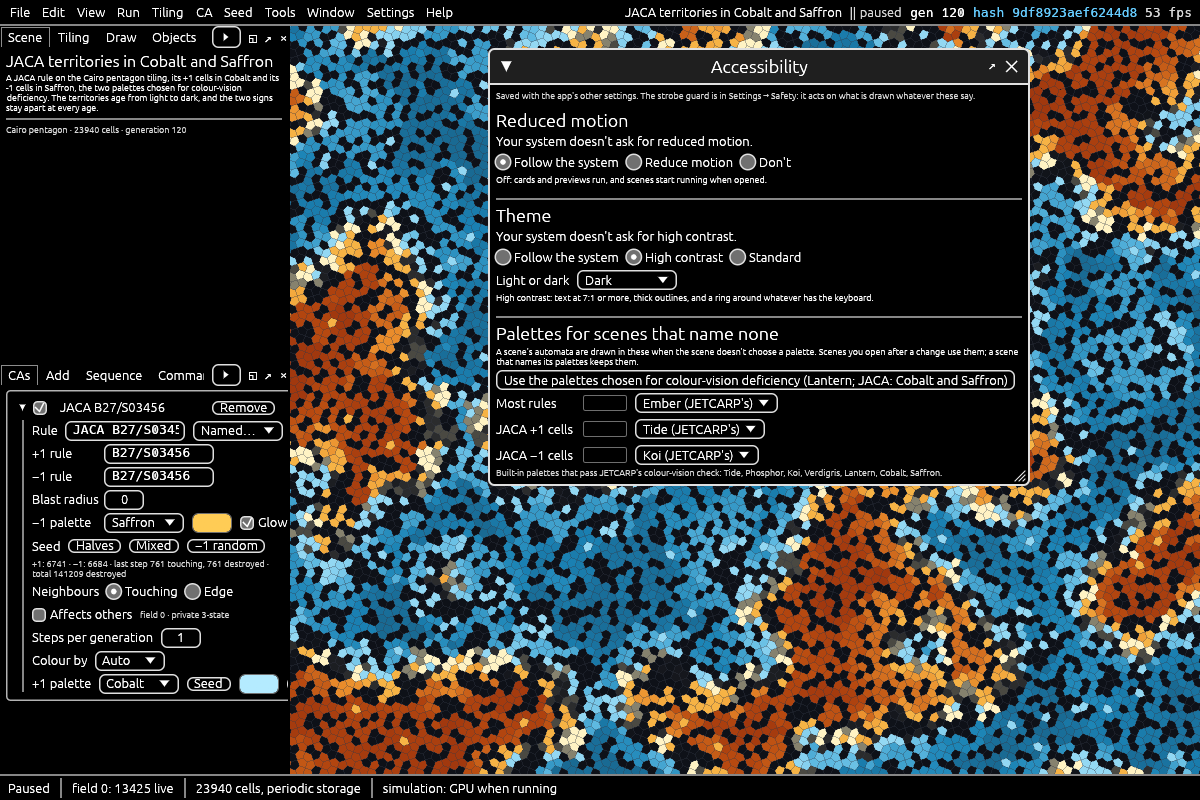 File Edit View Run Tiling CA Seed Tools Window Settings Help
JACA territories in Cobalt and Saffron || paused gen 120 hash 9df8923aef6244d8 53 fps
Scene Tiling Draw Objects
JACA territories in Cobalt and Saffron
A JACA rule on the Cairo pentagon tiling, its +1 cells in Cobalt and its
-1 cells in Saffron, the two palettes chosen for colour-vision
deficiency. The territories age from light to dark, and the two signs
stay apart at every age.
Cairo pentagon · 23940 cells · generation 120
CAs Add Sequence Comma
JACA B27/S03456 Remove
Rule JACA B27/S0345 Named...
+1 rule B27/S03456
−1 rule B27/S03456
Blast radius 0
−1 palette Saffron Glow
Seed Halves Mixed −1 random
+1: 6741 · −1: 6684 · last step 761 touching, 761 destroyed ·
total 141209 destroyed
Neighbours Touching Edge
Affects others field 0 · private 3-state
Steps per generation 1
Colour by Auto
+1 palette Cobalt Seed
Accessibility
Saved with the app's other settings. The strobe guard is in Settings → Safety: it acts on what is drawn whatever these say.
Reduced motion
Your system doesn't ask for reduced motion.
Follow the system Reduce motion Don't
Off: cards and previews run, and scenes start running when opened.
Theme
Your system doesn't ask for high contrast.
Follow the system High contrast Standard
Light or dark Dark
High contrast: text at 7:1 or more, thick outlines, and a ring around whatever has the keyboard.
Palettes for scenes that name none
A scene's automata are drawn in these when the scene doesn't choose a palette. Scenes you open after a change use them; a scene
that names its palettes keeps them.
Use the palettes chosen for colour-vision deficiency (Lantern; JACA: Cobalt and Saffron)
Most rules Ember (JETCARP's)
JACA +1 cells Tide (JETCARP's)
JACA −1 cells Koi (JETCARP's)
Built-in palettes that pass JETCARP's colour-vision check: Tide, Phosphor, Koi, Verdigris, Lantern, Cobalt, Saffron.
Paused field 0: 13425 live 23940 cells, periodic storage simulation: GPU when running